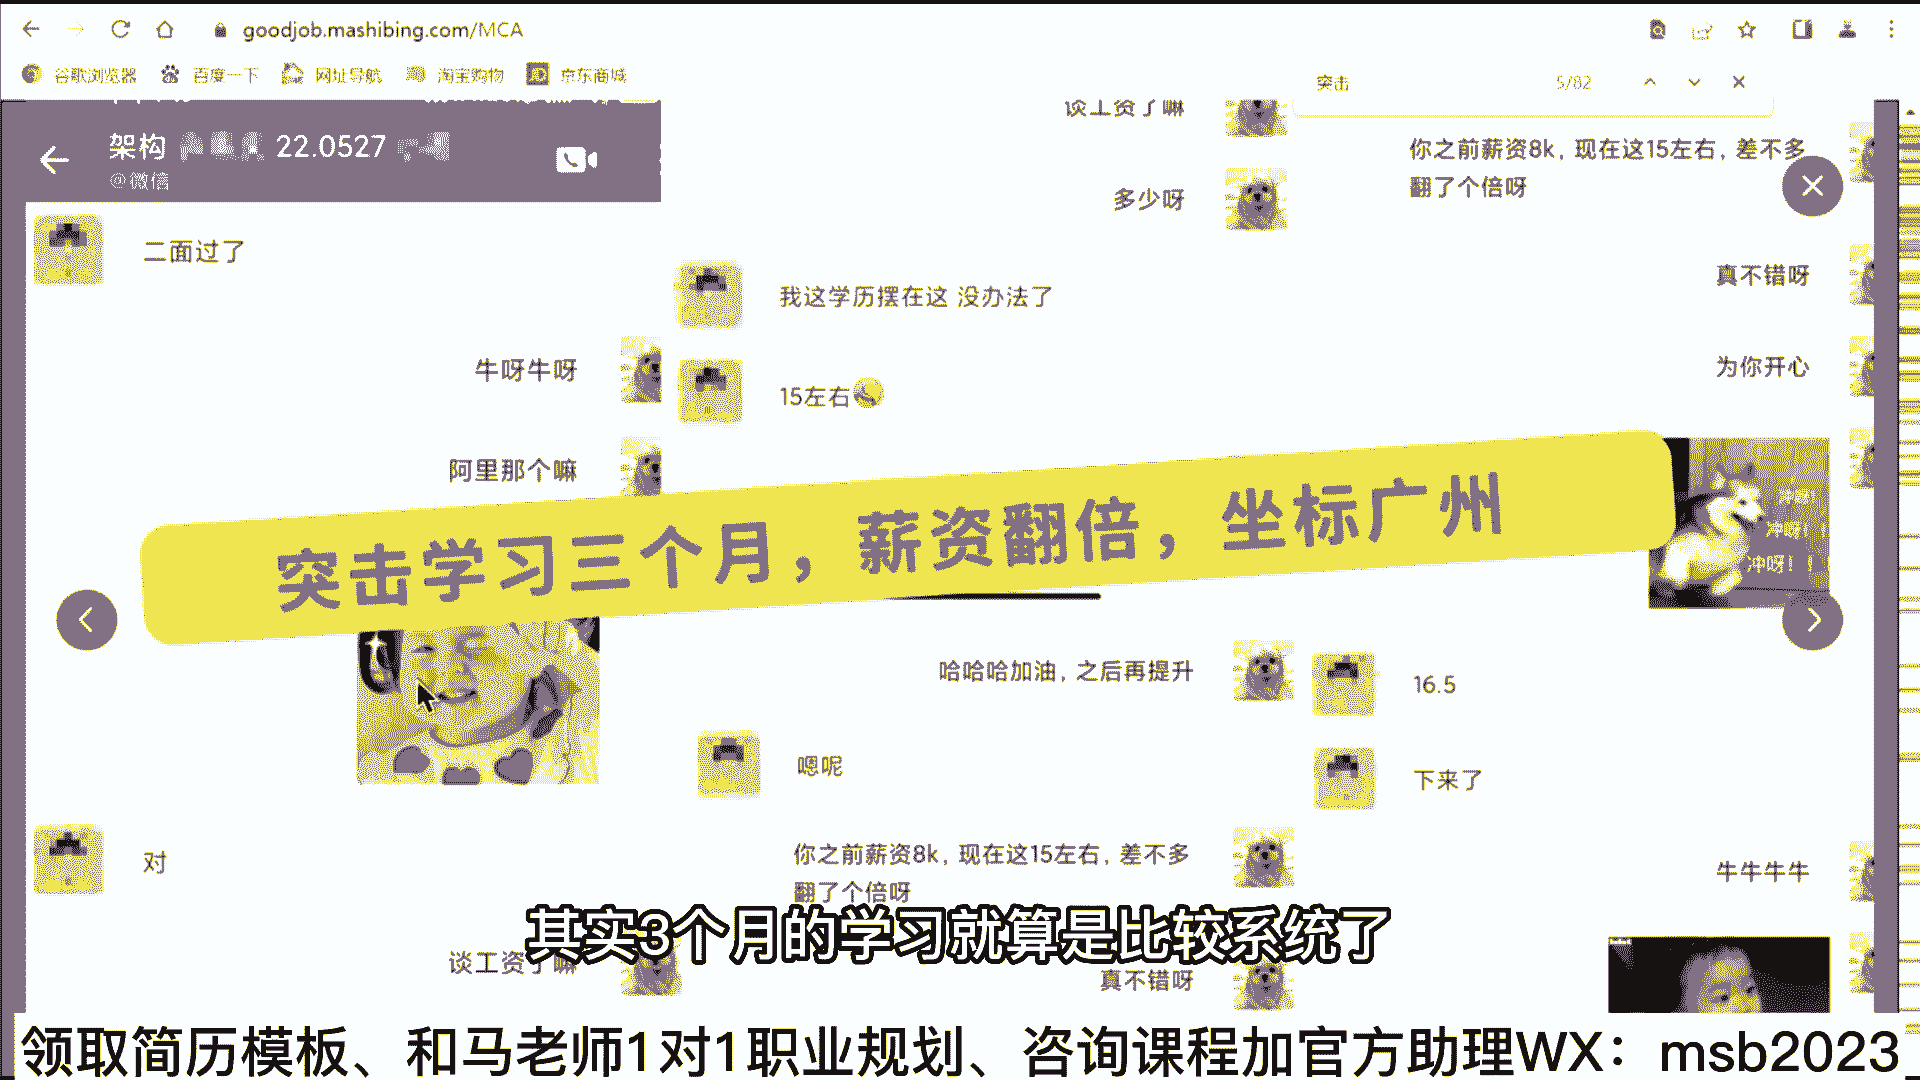 goodjob.mashibing.com/MCA
谷歌浏览器 百度一下 网址导航 淘宝购物 京东商城
突击 5/82
架构
22.0527
@微信
二面过了
牛呀牛呀
阿里那个嘛
对
谈工资了嘛
谈工资了嘛
多少呀
我这学历摆在这 没办法了
15左右
哈哈哈加油，之后再提升
嗯呢
你之前薪资8k，现在这15左右，差不多
翻了个倍呀
真不错呀
你之前薪资8k，现在这15左右，差不多
翻了个倍呀
真不错呀
为你开心
冲呀！
冲呀！！
16.5
下来了
牛牛牛牛
突击学习三个月，薪资翻倍，坐标广州
其实3个月的学习就算是比较系统了
领取简历模板、和马老师1对1职业规划、咨询课程加官方助理WX：msb2023